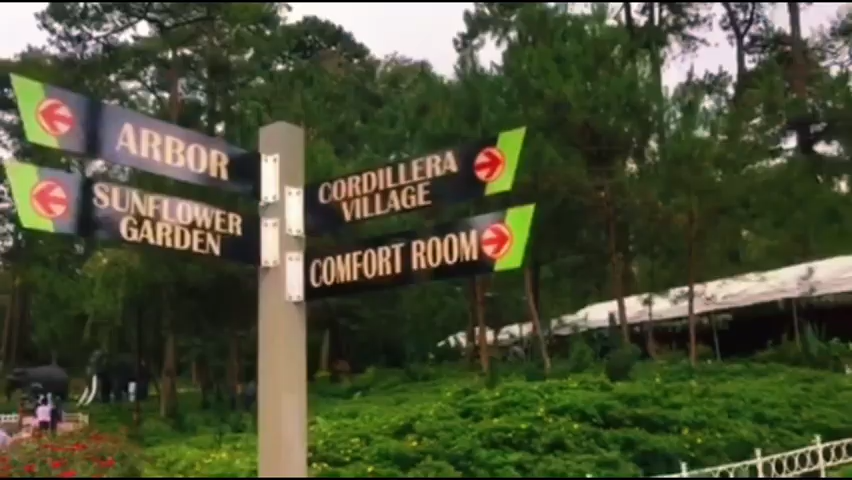 ARBOR
SUNFLOWER
GARDEN
CORDILLERA
VILLAGE
COMFORT ROOM